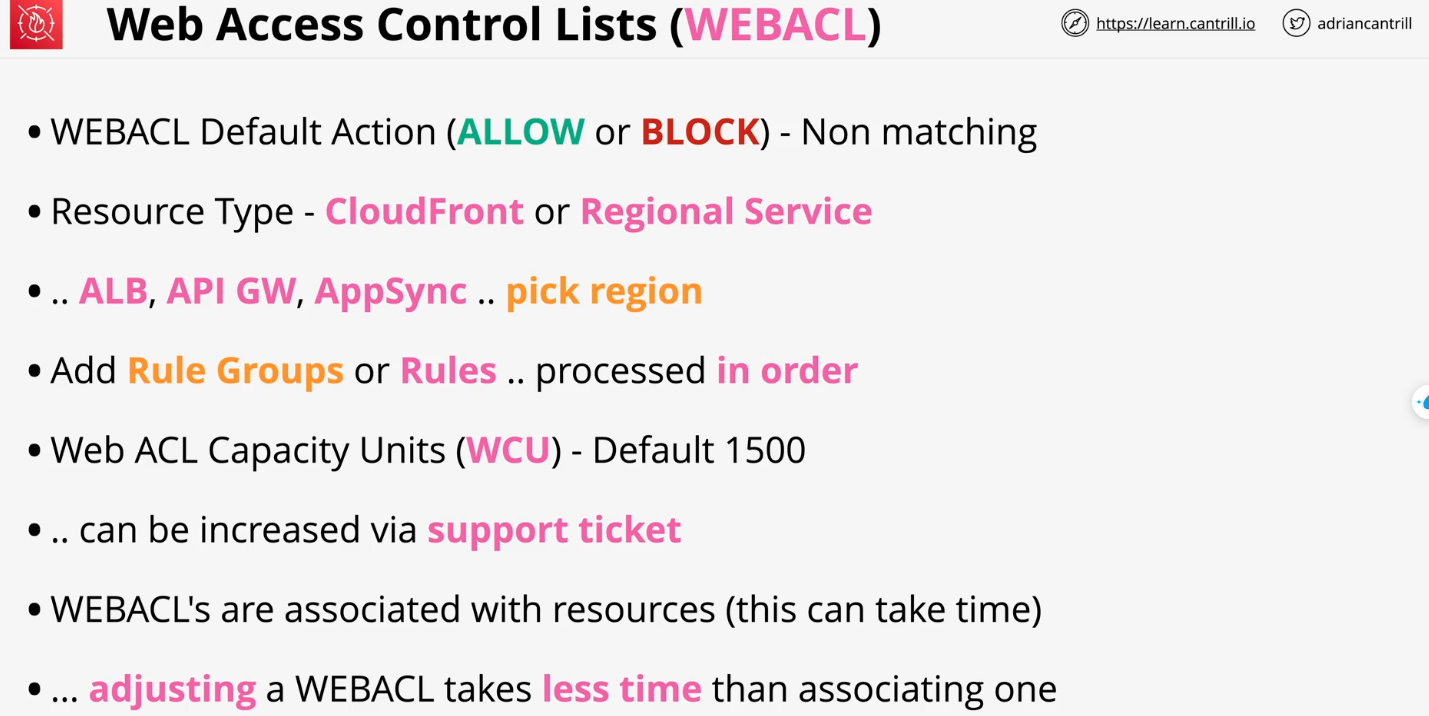 Web Access Control Lists (WEBACL)
https://learn.cantrill.io
adriancantrill
• WEBACL Default Action (ALLOW or BLOCK) - Non matching
• Resource Type - CloudFront or Regional Service
• .. ALB, API GW, AppSync .. pick region
• Add Rule Groups or Rules .. processed in order
• Web ACL Capacity Units (WCU) - Default 1500
• .. can be increased via support ticket
• WEBACL's are associated with resources (this can take time)
• ... adjusting a WEBACL takes less time than associating one